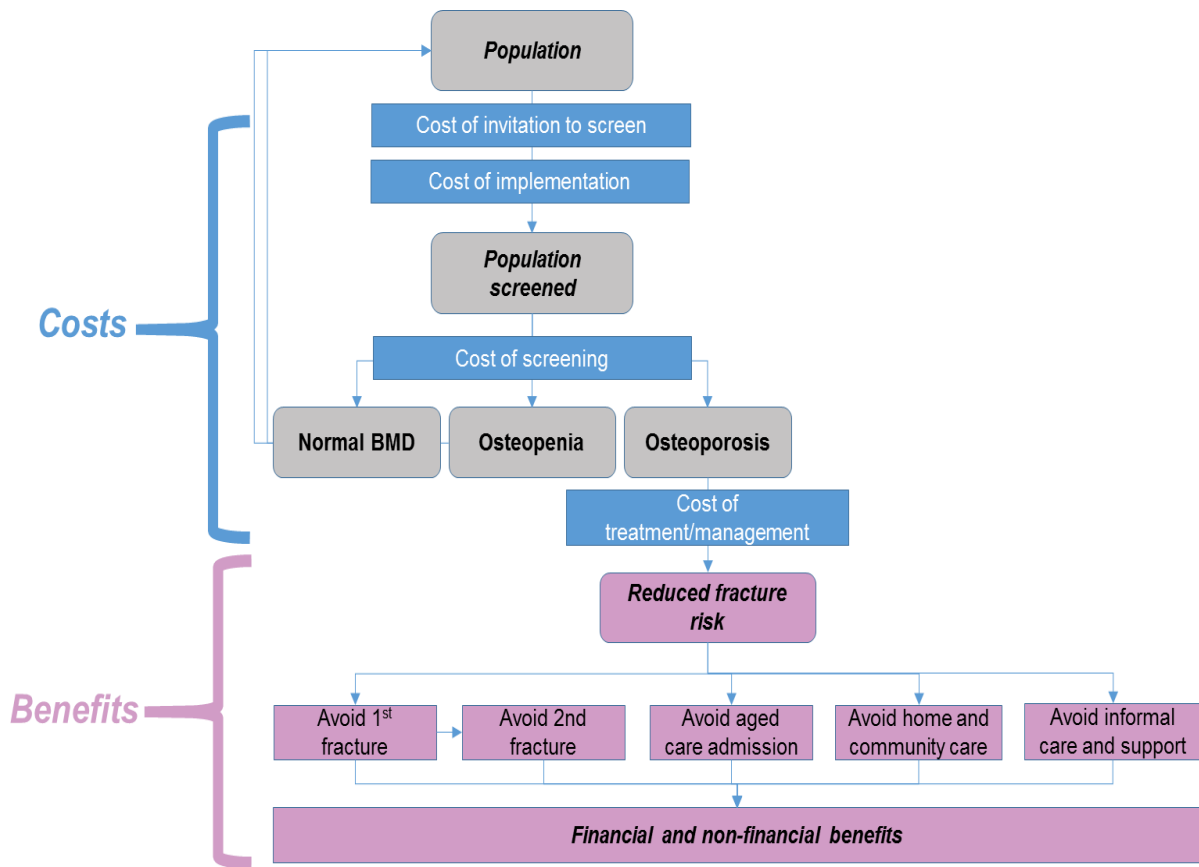 Population
Cost of invitation to screen
Cost of implementation
Population
screened
Costs
Cost of screening
Normal BMD
Osteopenia
Osteoporosis
Cost of
treatment/management
Reduced fracture
risk
Benefits
Avoid 1st
fracture
Avoid 2nd
fracture
Avoid aged
care admission
Avoid home and
community care
Avoid informal
care and support
Financial and non-financial benefits